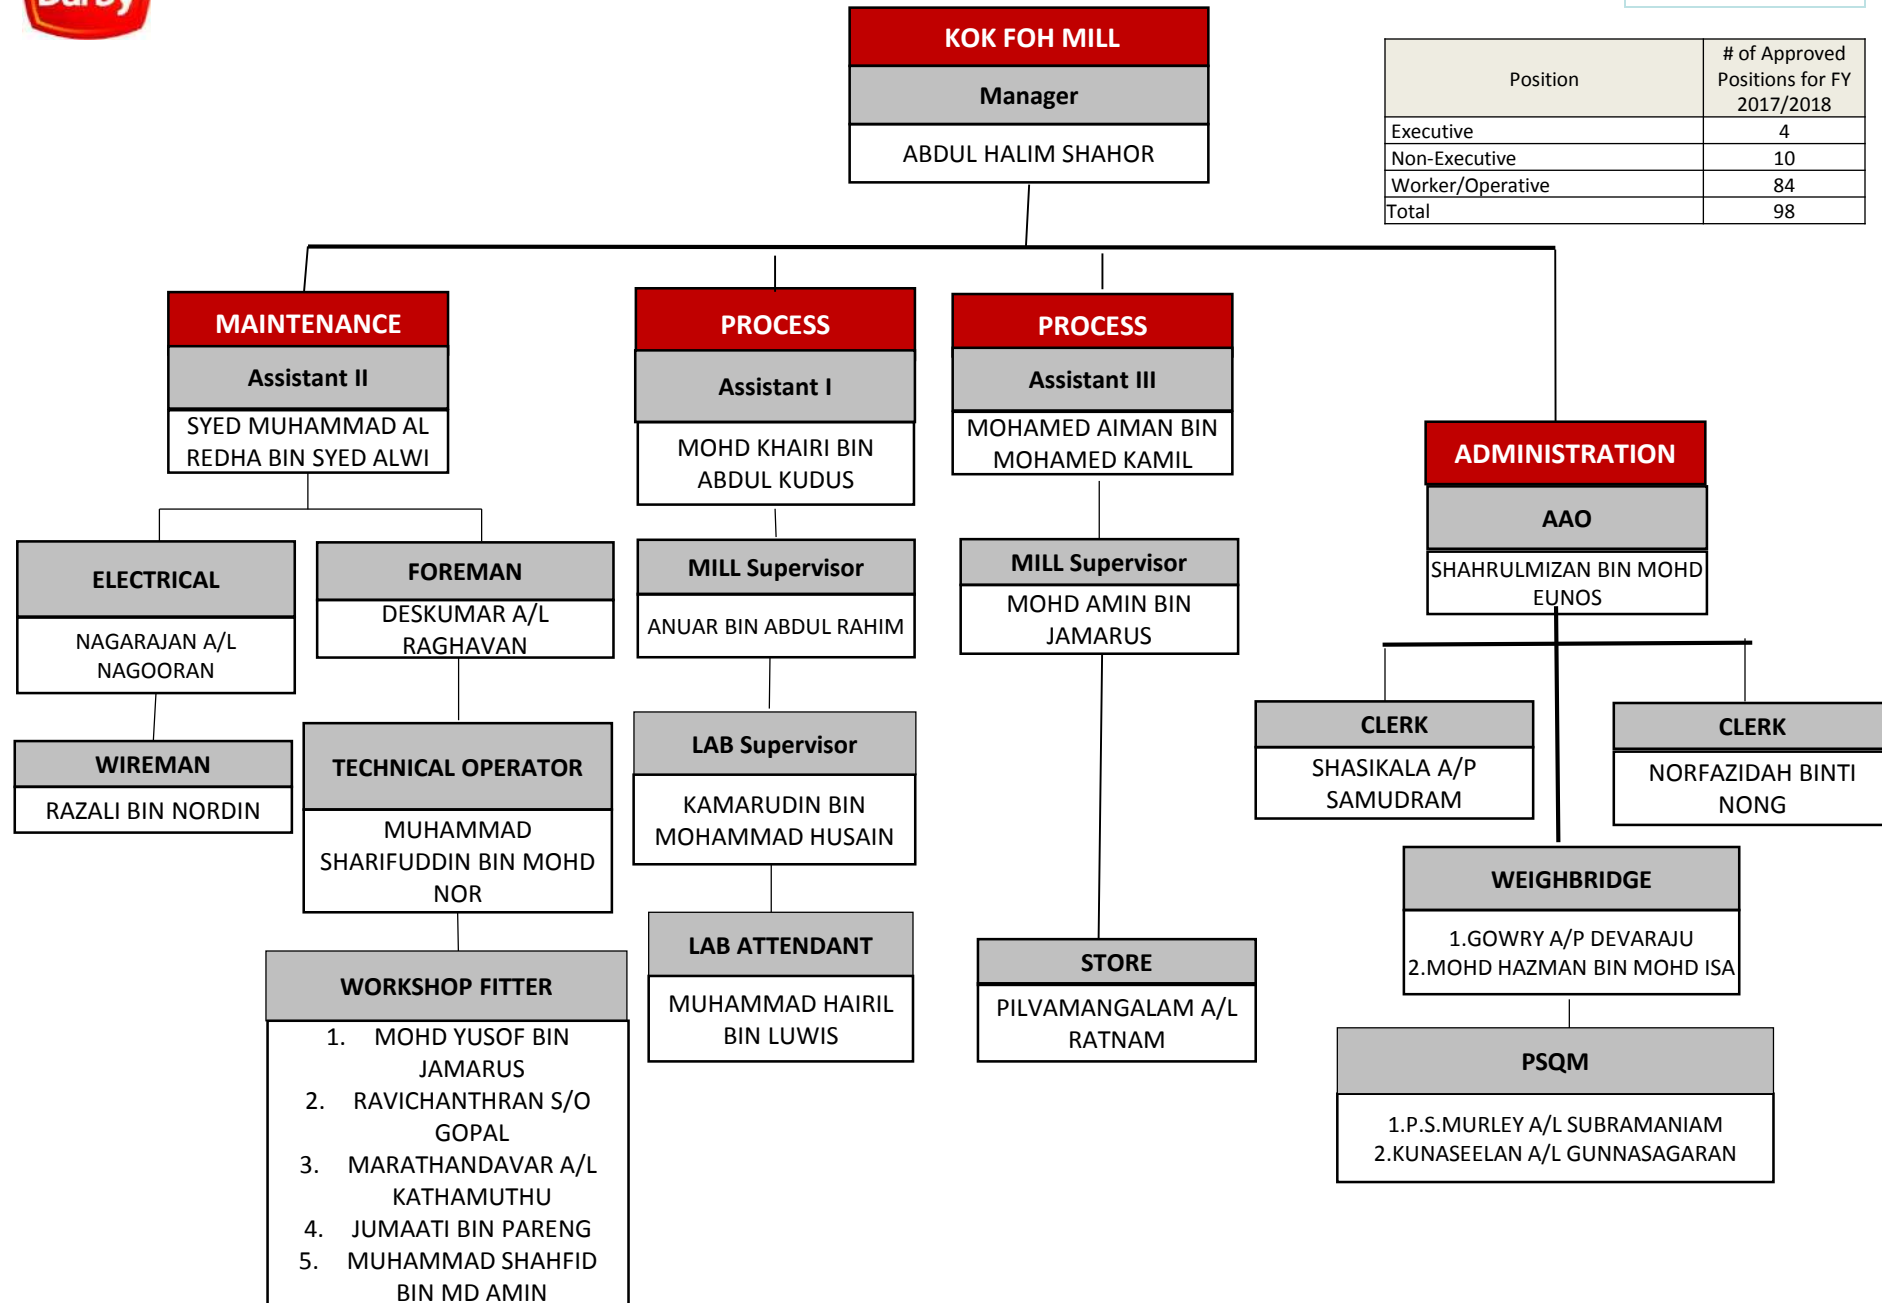 Darby
KOK FOH MILL
Manager
ABDUL HALIM SHAHOR
Position
# of Approved
Positions for FY
2017/2018
Executive 4
Non-Executive 10
Worker/Operative 84
Total 98
MAINTENANCE
Assistant II
SYED MUHAMMAD AL
REDHA BIN SYED ALWI
PROCESS
Assistant I
MOHD KHAIRI BIN
ABDUL KUDUS
PROCESS
Assistant III
MOHAMED AIMAN BIN
MOHAMED KAMIL
ADMINISTRATION
AAO
SHAHRULMIZAN BIN MOHD
EUNOS
ELECTRICAL
NAGARAJAN A/L
NAGOORAN
FOREMAN
DESKUMAR A/L
RAGHAVAN
MILL Supervisor
ANUAR BIN ABDUL RAHIM
MILL Supervisor
MOHD AMIN BIN
JAMARUS
WIREMAN
RAZALI BIN NORDIN
TECHNICAL OPERATOR
MUHAMMAD
SHARIFUDDIN BIN MOHD
NOR
LAB Supervisor
KAMARUDIN BIN
MOHAMMAD HUSAIN
CLERK
SHASIKALA A/P
SAMUDRAM
CLERK
NORFAZIDAH BINTI
NONG
WEIGHBRIDGE
1.GOWRY A/P DEVARAJU
2.MOHD HAZMAN BIN MOHD ISA
WORKSHOP FITTER
1. MOHD YUSOF BIN
JAMARUS
2. RAVICHANTHRAN S/O
GOPAL
3. MARATHANDAVAR A/L
KATHAMUTHU
4. JUMAATI BIN PARENG
5. MUHAMMAD SHAHFID
BIN MD AMIN
LAB ATTENDANT
MUHAMMAD HAIRIL
BIN LUWIS
STORE
PILVAMANGALAM A/L
RATNAM
PSQM
1.P.S.MURLEY A/L SUBRAMANIAM
2.KUNASEELAN A/L GUNNASAGARAN